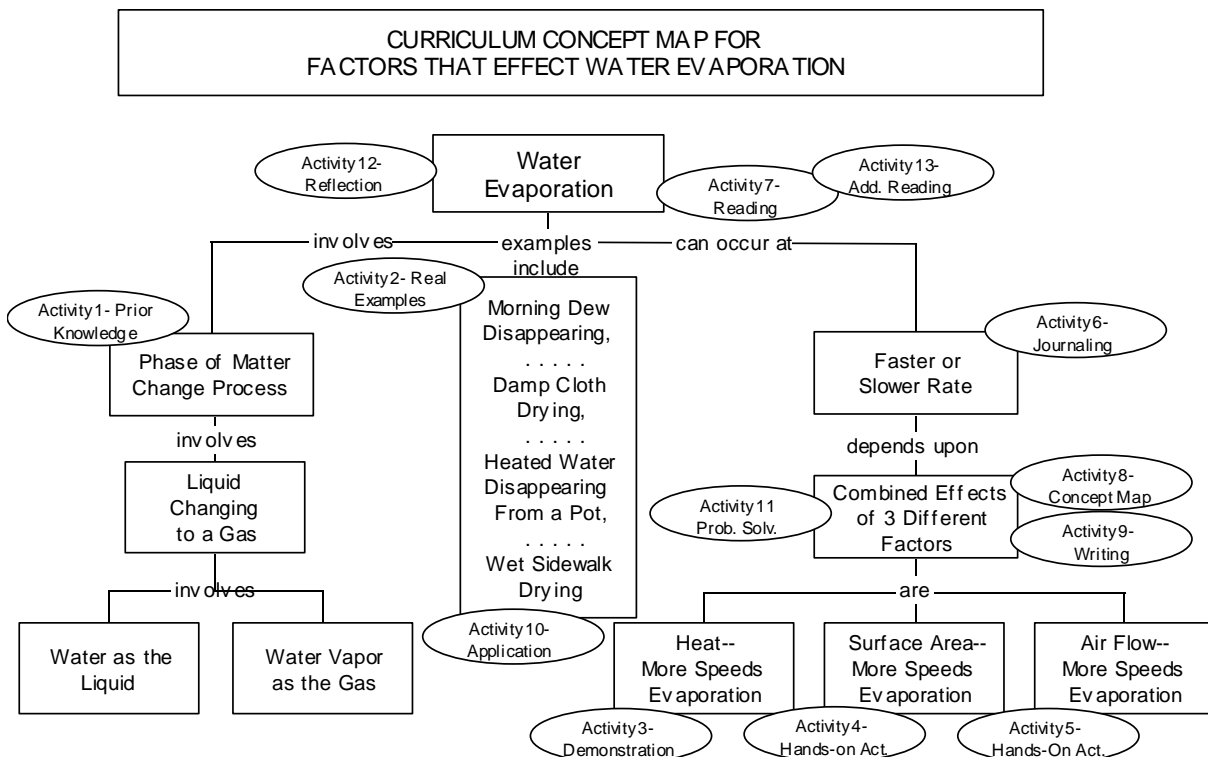 CURRICULUM CONCEPT MAP FOR
FACTORS THAT EFFECT WATER EVAPORATION
Activity 12-
Reflection
Water
Evaporation
Activity 7-
Reading
Activity 13-
Add. Reading
involves
examples
include
can occur at
Activity 1- Prior
Knowledge
Phase of Matter
Change Process
involves
Liquid
Changing
to a Gas
involves
Water as the
Liquid
Water Vapor
as the Gas
Activity 2- Real
Examples
Morning Dew
Disappearing,
. . . . .
Damp Cloth
Drying,
. . . . .
Heated Water
Disappearing
From a Pot,
. . . . .
Wet Sidewalk
Drying
Activity 10-
Application
Activity 6-
Journaling
Faster or
Slower Rate
depends upon
Activity 11
Prob. Solv.
Combined Effects
of 3 Different
Factors
Activity 8-
Concept Map
Activity 9-
Writing
are
Heat--
More Speeds
Evaporation
Surface Area--
More Speeds
Evaporation
Air Flow--
More Speeds
Evaporation
Activity 3-
Demonstration
Activity 4-
Hands-on Act.
Activity 5-
Hands-On Act.